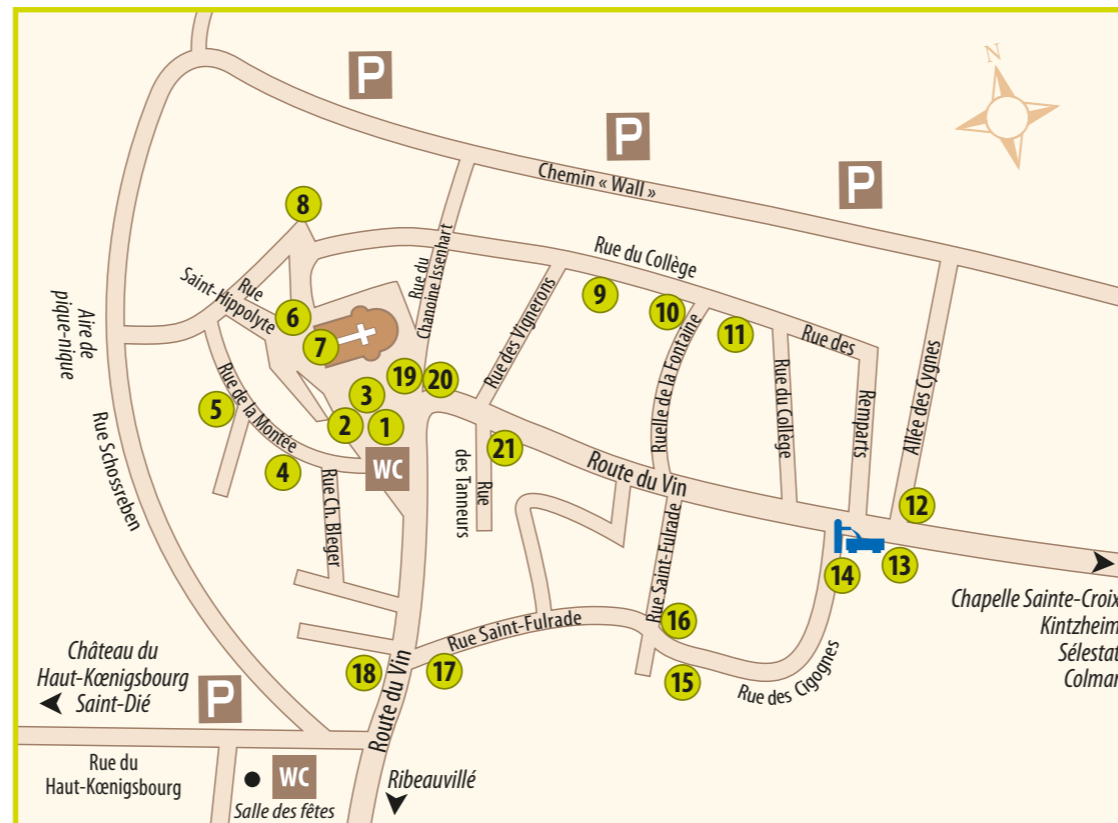 P
P
P
N
Chemin « Wall »
8
Rue du Collège
Rue du
Chanoine Issenhart
Rue
Saint-Hippolyte
Aire de
pique-nique
6
7
9
10
11
Rue des Vignerons
Ruelle de la Fontaine
Rue du Collège
Rue des
Remparts
Allée des Cygnes
19
20
3
2
1
5
Rue de la Montée
4
WC
21
Rue
des Tanneurs
Route du Vin
12
13
14
Rue Schossreben
Rue Ch. Bleger
Rue Saint-Fulrade
Chapelle Sainte-Croix
Kintzheim
Sélestat
Colmar
Rue Saint-Fulrade
16
15
17
18
Rue des Cigognes
Château du
Haut-Kœnigsbourg
Saint-Dié
P
Route du Vin
Rue du
Haut-Kœnigsbourg
WC
Salle des fêtes
Ribeauvillé